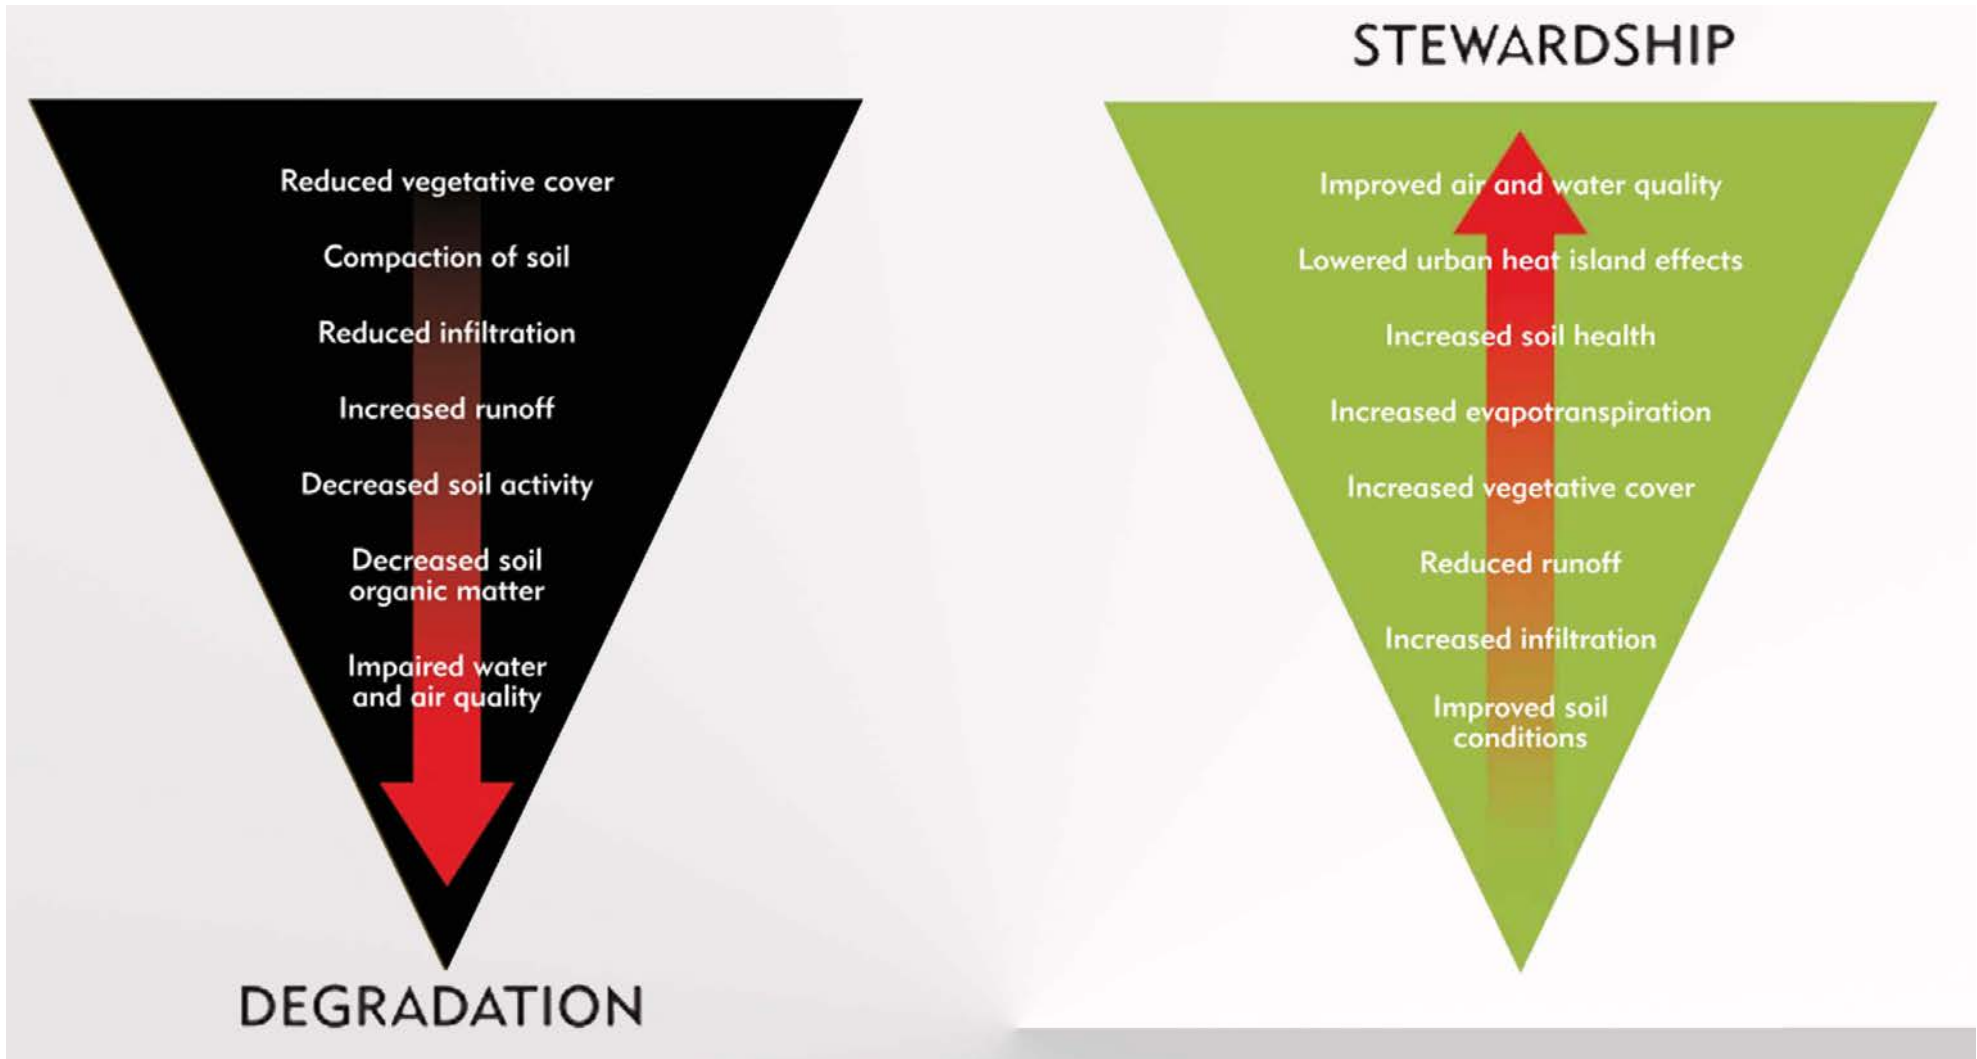 STEWARDSHIP
Reduced vegetative cover
Compaction of soil
Reduced infiltration
Increased runoff
Decreased soil activity
Decreased soil
organic matter
Impaired water
and air quality
DEGRADATION
Improved air and water quality
Lowered urban heat island effects
Increased soil health
Increased evapotranspiration
Increased vegetative cover
Reduced runoff
Increased infiltration
Improved soil
conditions